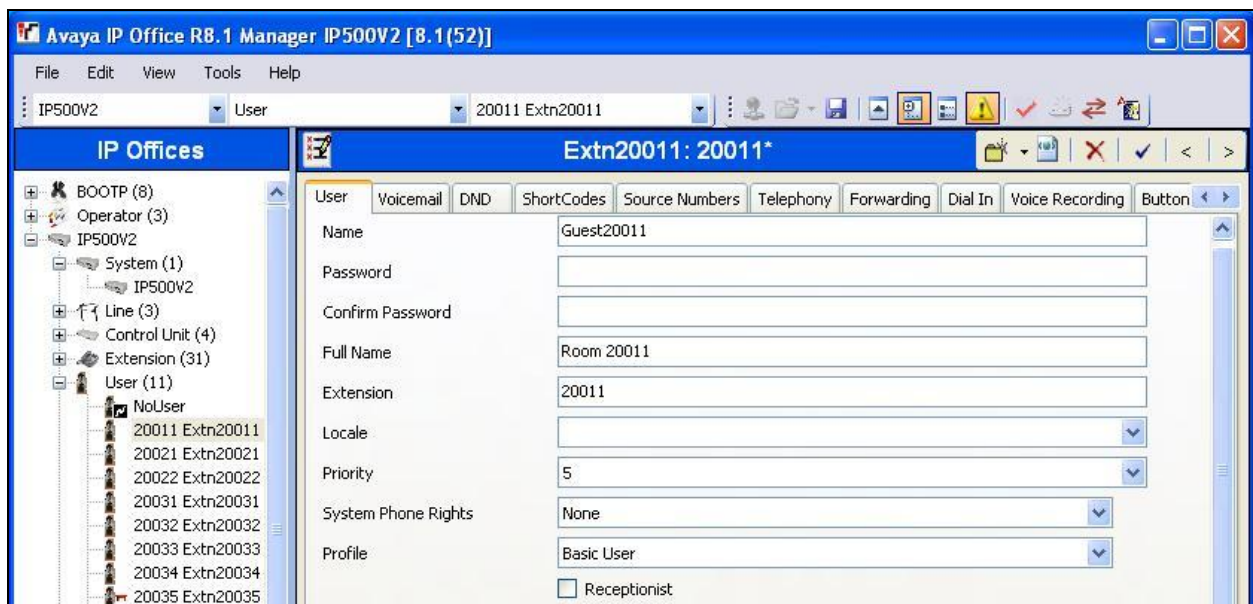 Avaya IP Office R8.1 Manager IP500V2 [8.1(52)]
File Edit View Tools Help
IP500V2 User 20011 Extn20011
IP Offices
Extn20011: 20011*
BOOTP (8)
Operator (3)
IP500V2
System (1)
IP500V2
Line (3)
Control Unit (4)
Extension (31)
User (11)
NoUser
20011 Extn20011
20021 Extn20021
20022 Extn20022
20031 Extn20031
20032 Extn20032
20033 Extn20033
20034 Extn20034
20035 Extn20035
User Voicemail DND ShortCodes Source Numbers Telephony Forwarding Dial In Voice Recording Button
Name Guest20011
Password
Confirm Password
Full Name Room 20011
Extension 20011
Locale
Priority 5
System Phone Rights None
Profile Basic User
Receptionist